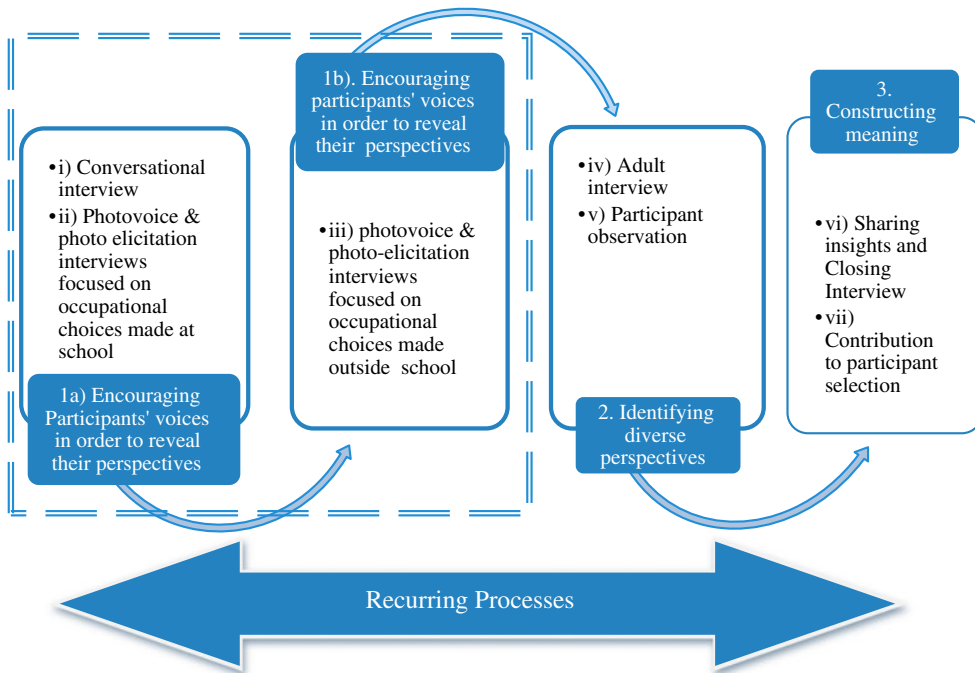 •i) Conversational
interview
•ii) Photovoice &
photo elicitation
interviews
focused on
occupational
choices made at
school
1a) Encouraging
Participants' voices
in order to reveal
their perspectives
1b). Encouraging
participants' voices
in order to reveal
their perspectives
•iii) photovoice &
photo-elicitation
interviews
focused on
occupational
choices made
outside school
•iv) Adult
interview
•v) Participant
observation
2. Identifying
diverse
perspectives
3.
Constructing
meaning
•vi) Sharing
insights and
Closing
Interview
•vii)
Contribution
to participant
selection
Recurring Processes